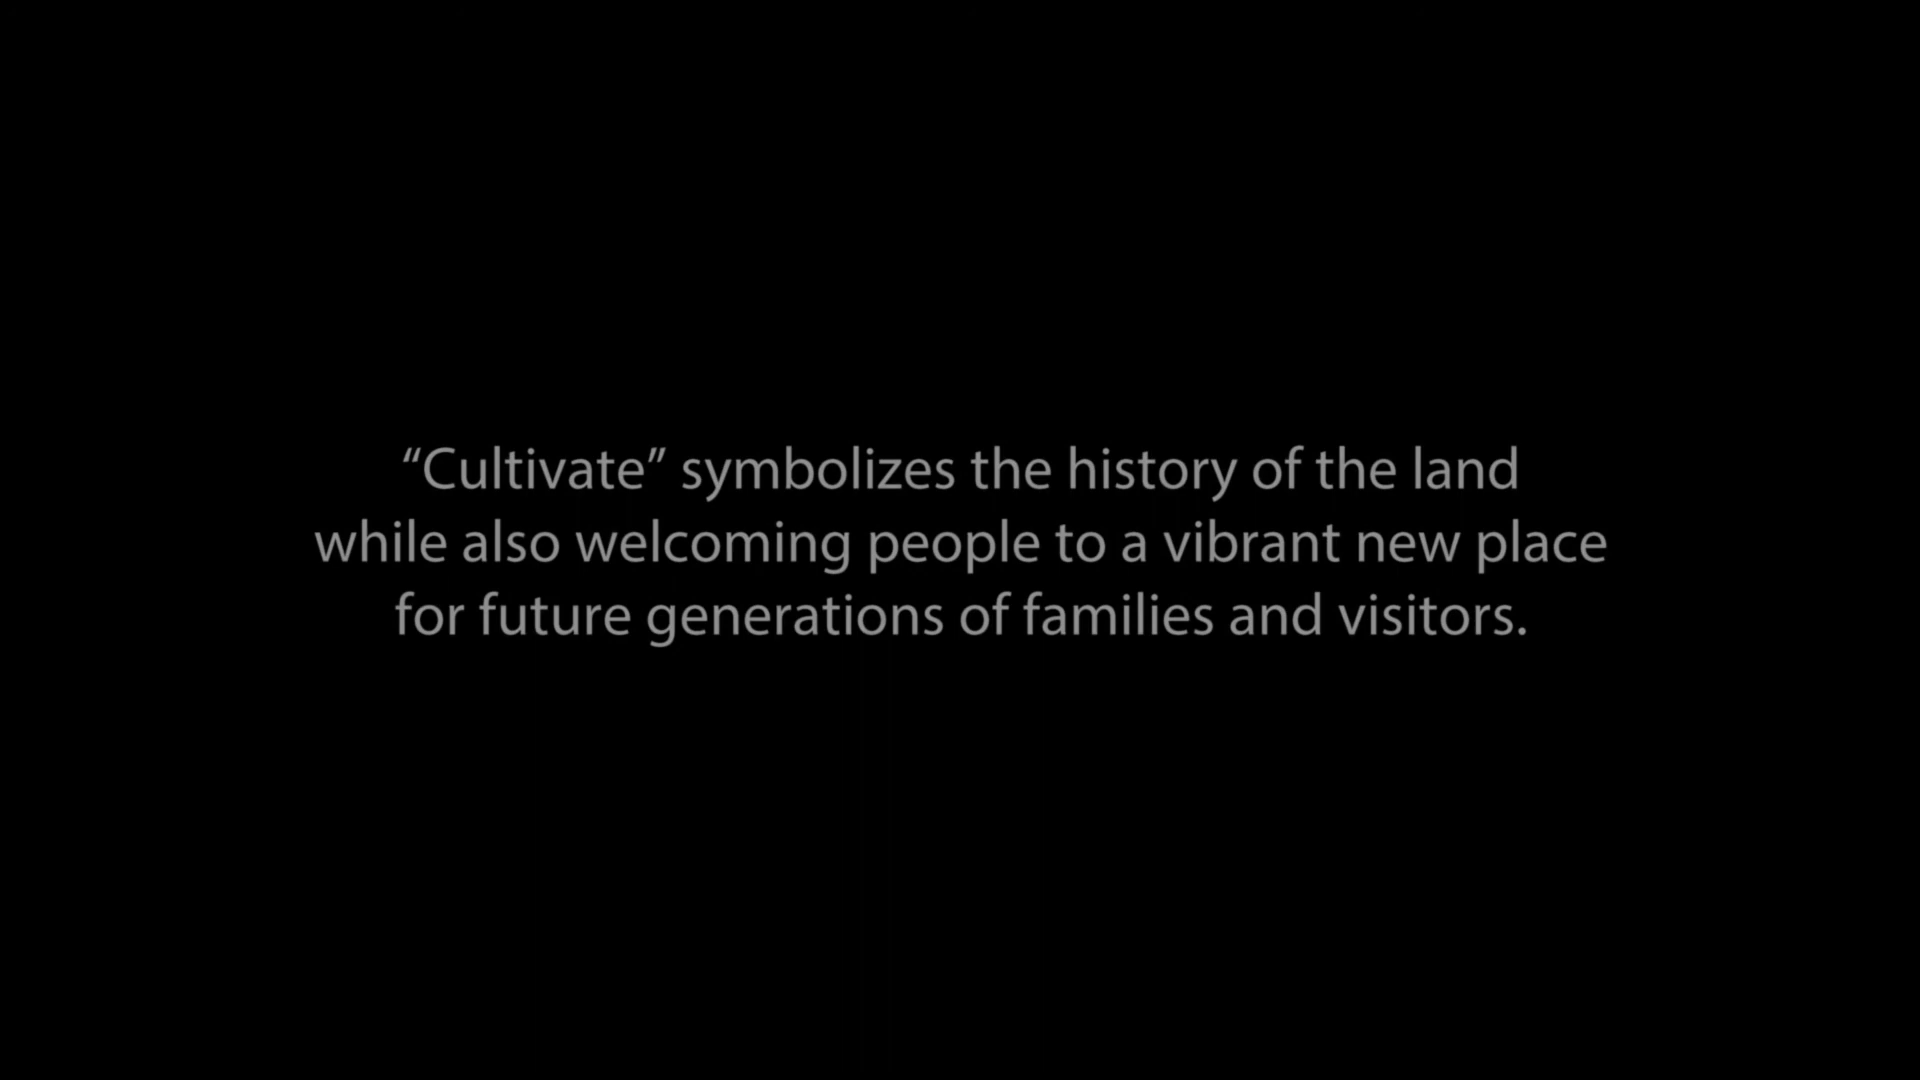 “Cultivate” symbolizes the history of the land
while also welcoming people to a vibrant new place
for future generations of families and visitors.